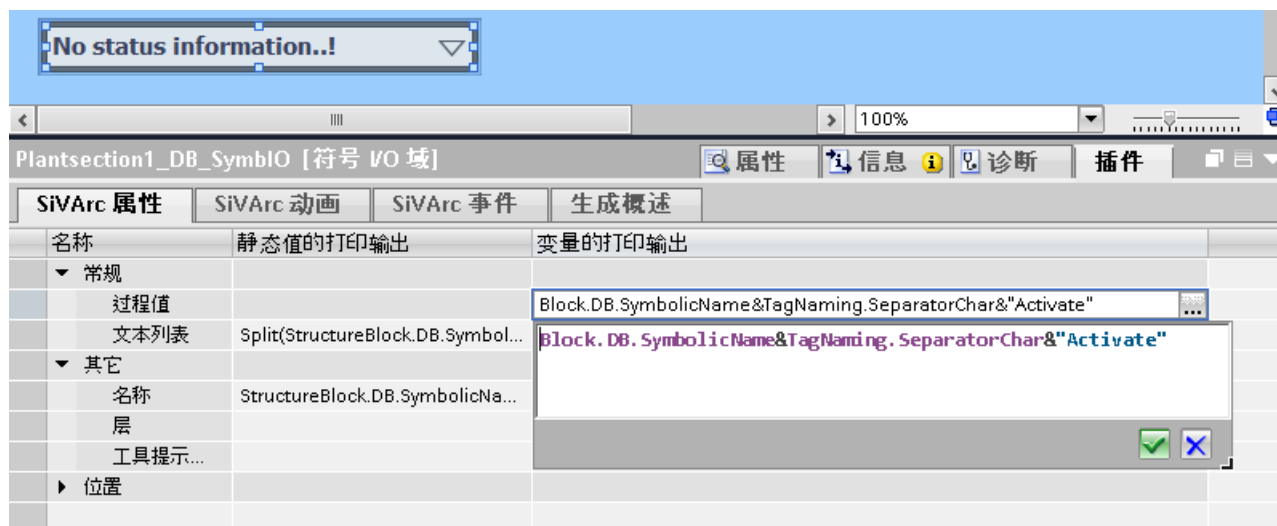 No status information..!
100%
Plantsection1_DB_SymbIO [符号 I/O 域]
属性
信息
诊断
插件
SiVArc 属性
SiVArc 动画
SiVArc 事件
生成概述
名称
静态值的打印输出
变量的打印输出
常规
过程值
Block.DB.SymbolicName&TagNaming.SeparatorChar&"Activate"
...
文本列表
Split(StructureBlock.DB.Symbol...
Block.DB.SymbolicName&TagNaming.SeparatorChar&"Activate"
其它
名称
StructureBlock.DB.SymbolicNa...
层
工具提示...
位置